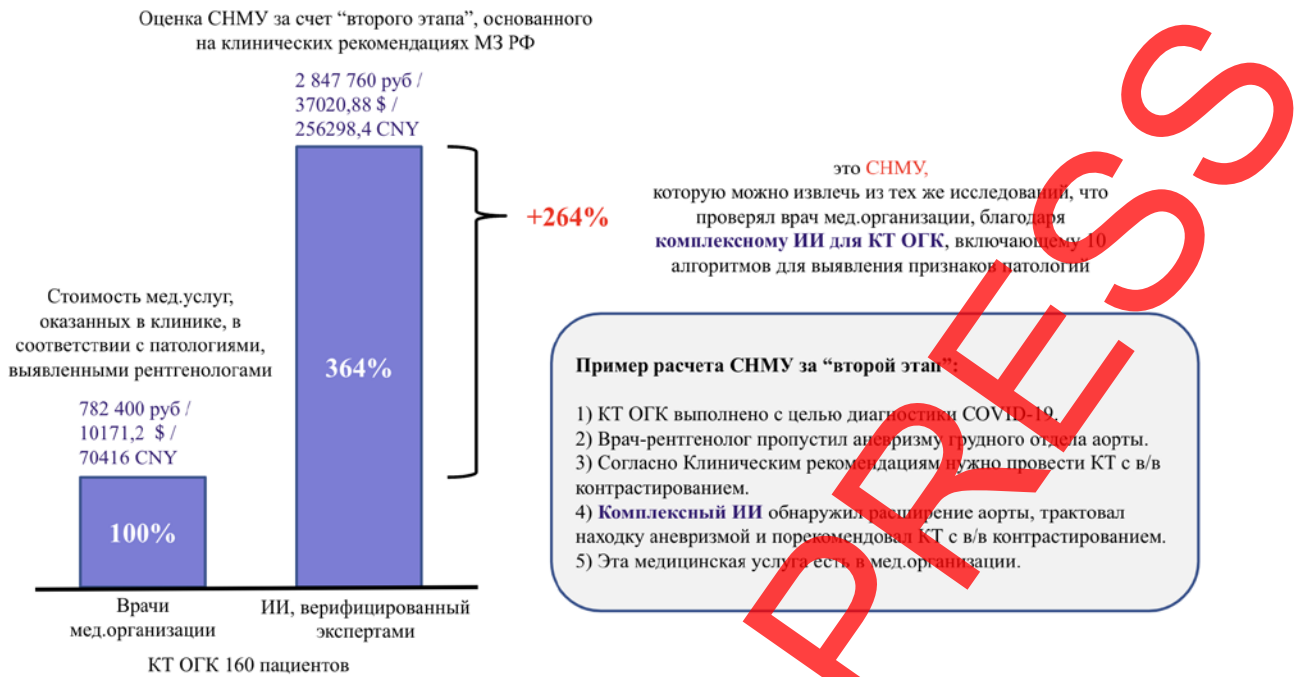 Оценка СНМУ за счет “второго этапа”, основанного
на клинических рекомендациях МЗ РФ
2 847 760 руб /
37020,88 $ /
256298,4 CNY
364%
+264%
это СНМУ,
которую можно извлечь из тех же исследований, что
проверял врач мед.организации, благодаря
комплексному ИИ для КТ ОГК, включающему 10
алгоритмов для выявления признаков патологий
Стоимость мед.услуг,
оказанных в клинике, в
соответствии с патологиями,
выявленными рентгенологами
782 400 руб /
10171,2 $ /
70416 CNY
100%
Врачи
мед.организации
ИИ, верифицированный
экспертами
КТ ОГК 160 пациентов
Пример расчета СНМУ за “второй этап”:
1) КТ ОГК выполнено с целью диагностики COVID-19.
2) Врач-рентгенолог пропустил аневризму грудного отдела аорты.
3) Согласно Клиническим рекомендациям нужно провести КТ с в/в
контрастированием.
4) Комплексный ИИ обнаружил расширение аорты, трактовал
находку аневризмой и порекомендовал КТ с в/в контрастированием.
5) Эта медицинская услуга есть в мед.организации.
PRESS